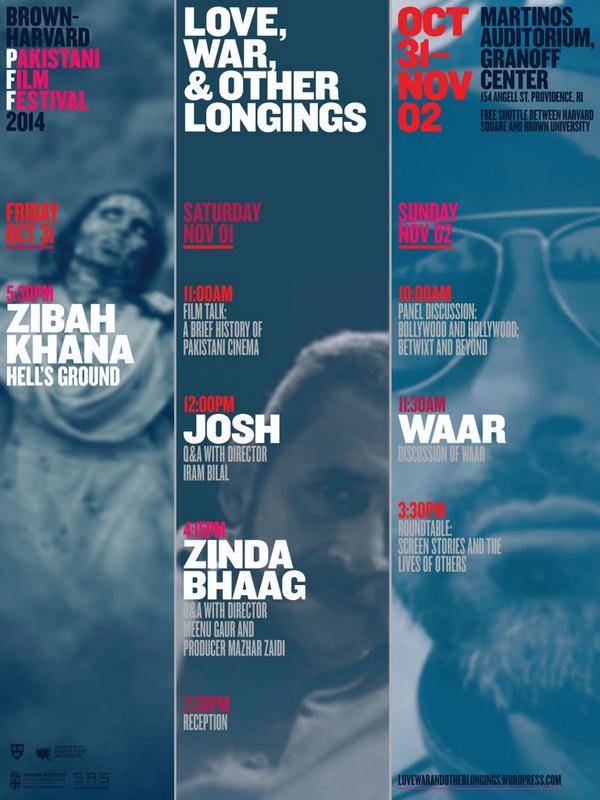 BROWN-
HARVARD
PAKISTANI
FILM
FESTIVAL
2014
LOVE,
WAR,
& OTHER
LONGINGS
OCT
31–
NOV
02
MARTINOS
AUDITORIUM,
GRANOFF
CENTER
154 ANGELL ST. PROVIDENCE, RI
FREE SHUTTLE BETWEEN HARVARD
SQUARE AND BROWN UNIVERSITY
FRIDAY
OCT 31
5:30PM
ZIBAH
KHANA
HELL'S GROUND
SATURDAY
NOV 01
11:00AM
FILM TALK:
A BRIEF HISTORY OF
PAKISTANI CINEMA
12:00PM
JOSH
Q&A WITH DIRECTOR
IRAM BILAL
4:15PM
ZINDA
BHAAG
Q&A WITH DIRECTOR
MEENU GAUR AND
PRODUCER MAZHAR ZAIDI
7:30PM
RECEPTION
SUNDAY
NOV 02
10:00AM
PANEL DISCUSSION:
BOLLYWOOD AND HOLLYWOOD;
BETWIXT AND BEYOND
11:30AM
WAAR
DISCUSSION OF WAAR
3:30PM
ROUNDTABLE:
SCREEN STORIES AND THE
LIVES OF OTHERS
SOUTH ASIA
INSTITUTE
WATSON INSTITUTE
SAS
LOVEWARANDOTHERLONGINGS.WORDPRESS.COM